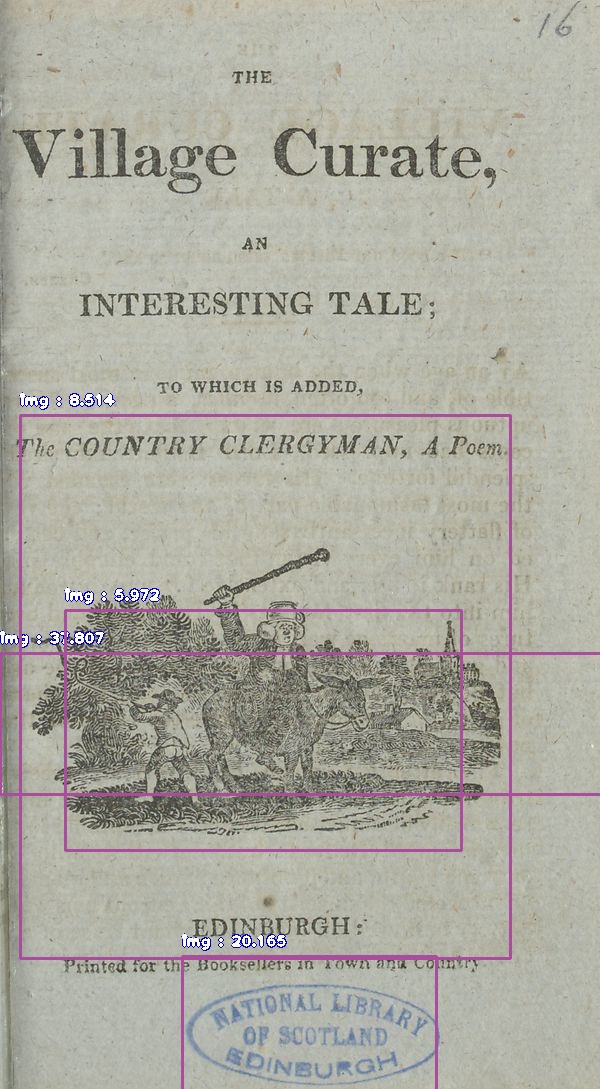 16
THE
Village Curate,
AN
INTERESTING TALE;
TO WHICH IS ADDED,
img : 8.514
The COUNTRY CLERGYMAN, A Poem.
img : 5.972
img : 37.807
EDINBURGH:
img : 20.165
Printed for the Booksellers in Town and Country
NATIONAL LIBRARY
OF SCOTLAND
EDINBURGH